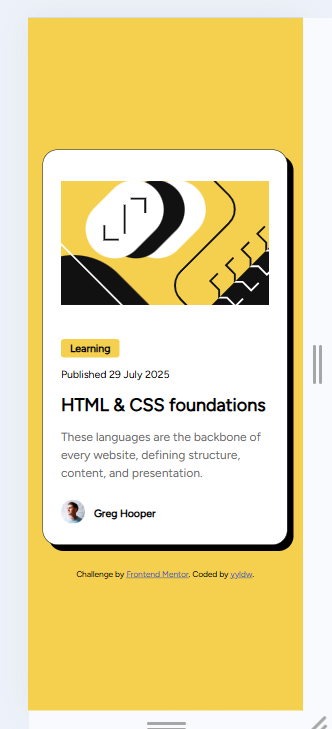 Learning
Published 29 July 2025
HTML & CSS foundations
These languages are the backbone of
every website, defining structure,
content, and presentation.
Greg Hooper
Challenge by Frontend Mentor. Coded by vyldw.